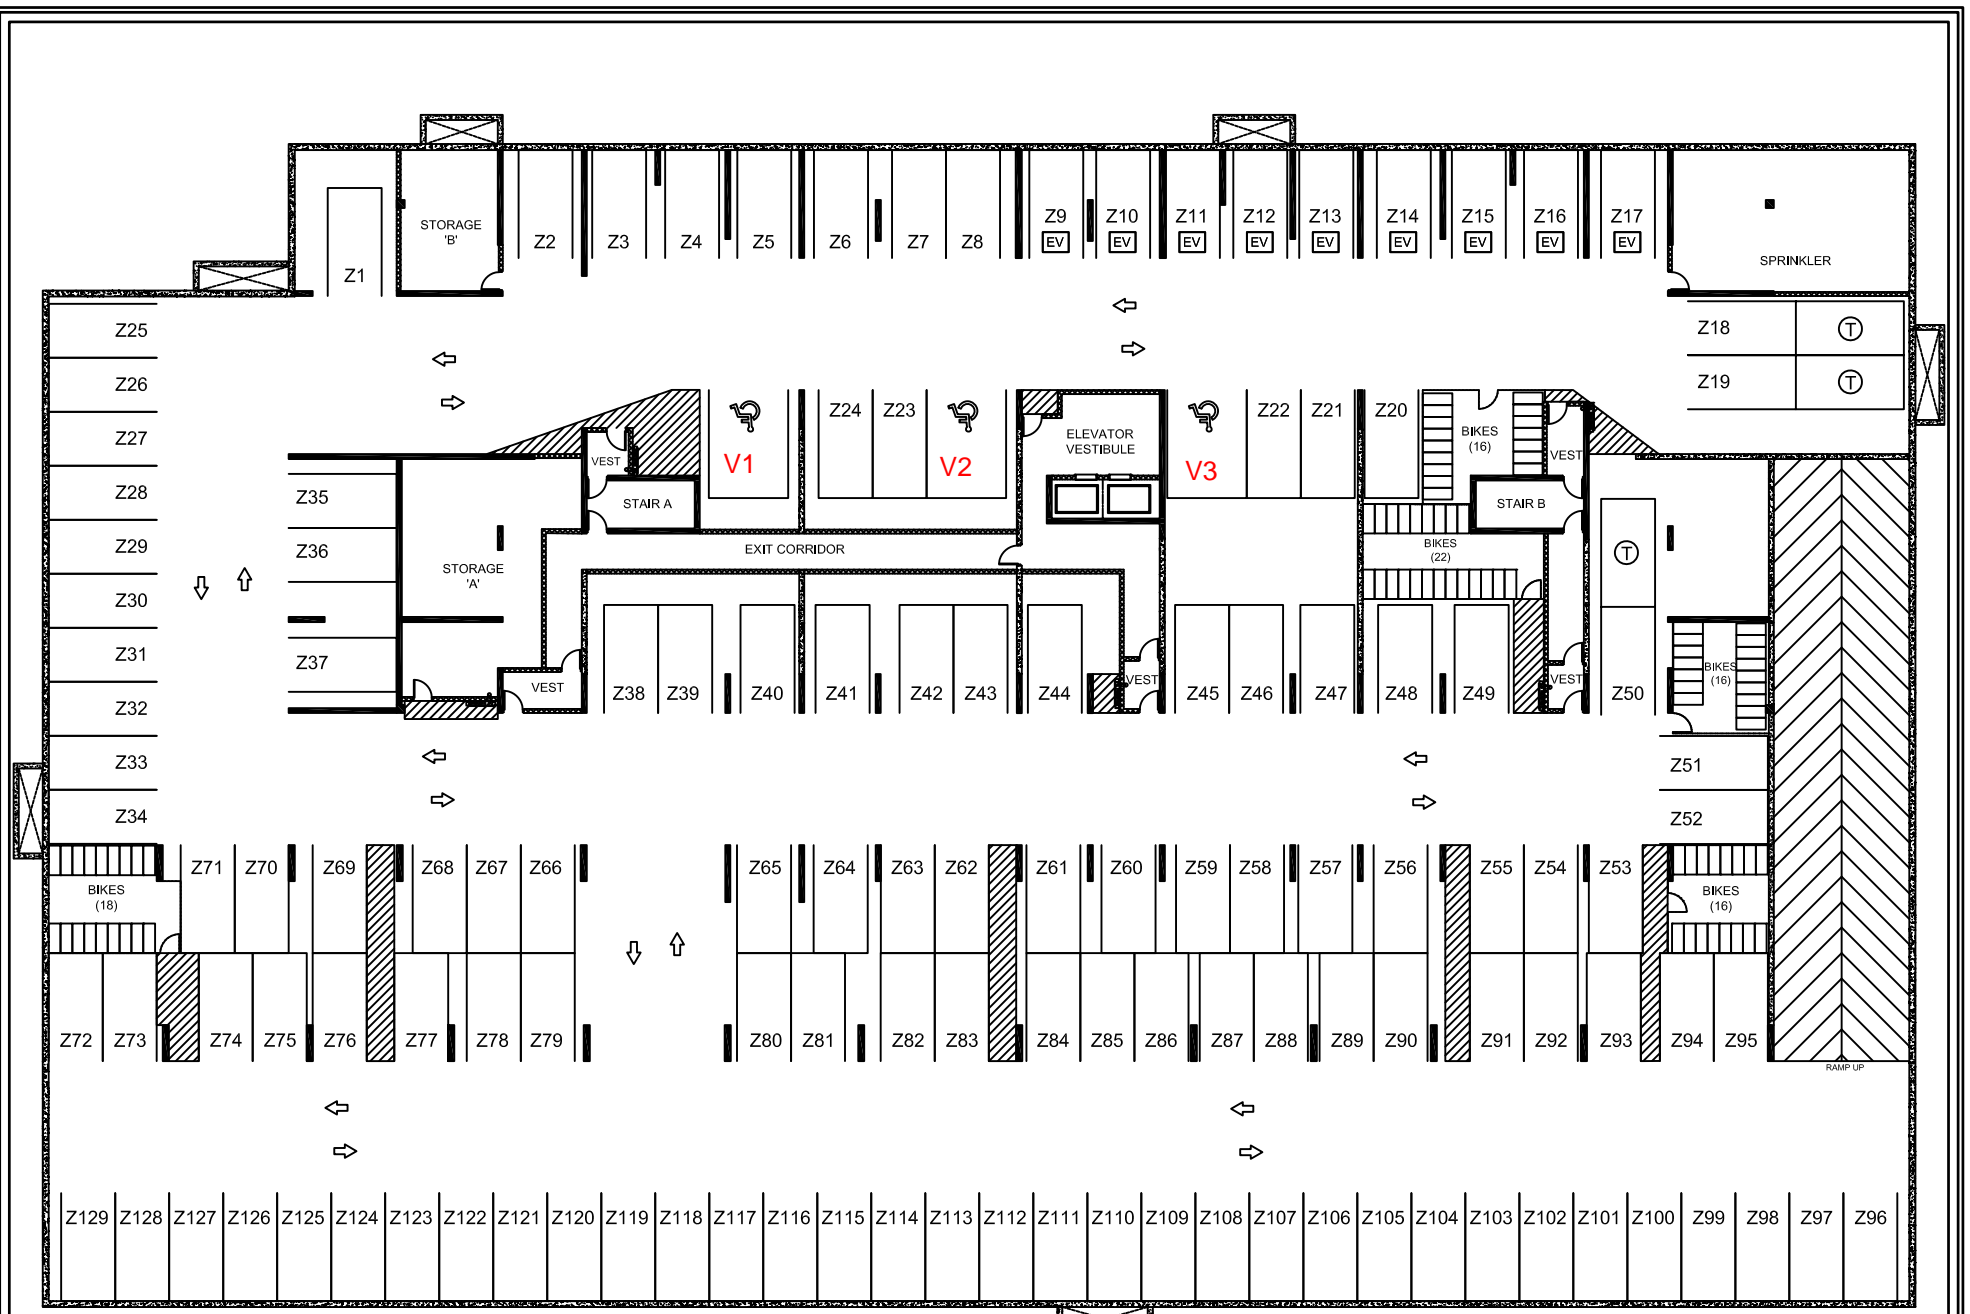 Z9 Z10 Z11 Z12 Z13 Z14 Z15 Z16 Z17
STORAGE
'B'
Z2 Z3 Z4 Z5 Z6 Z7 Z8
EV EV EV EV EV EV EV EV EV
SPRINKLER
Z1
Z25
Z18 T
Z26
Z19 T
Z24 Z23 Z22 Z21 Z20
Z27
ELEVATOR
VESTIBULE
BIKES
(16)
VEST
VEST
V1 V2 V3
Z28
Z35
STAIR A
STAIR B
Z29
Z36
EXIT CORRIDOR
BIKES
(22)
T
STORAGE
'A'
Z30
Z31
Z37
BIKES
(16)
VEST
VEST
VEST
Z32
Z38 Z39 Z40 Z41 Z42 Z43 Z44 Z45 Z46 Z47 Z48 Z49 Z50
Z33
Z51
Z34
Z52
Z71 Z70 Z69 Z68 Z67 Z66 Z65 Z64 Z63 Z62 Z61 Z60 Z59 Z58 Z57 Z56 Z55 Z54 Z53
BIKES
(18)
BIKES
(16)
Z72 Z73 Z74 Z75 Z76 Z77 Z78 Z79 Z80 Z81 Z82 Z83 Z84 Z85 Z86 Z87 Z88 Z89 Z90 Z91 Z92 Z93 Z94 Z95
RAMP UP
Z129 Z128 Z127 Z126 Z125 Z124 Z123 Z122 Z121 Z120 Z119 Z118 Z117 Z116 Z115 Z114 Z113 Z112 Z111 Z110 Z109 Z108 Z107 Z106 Z105 Z104 Z103 Z102 Z101 Z100 Z99 Z98 Z97 Z96